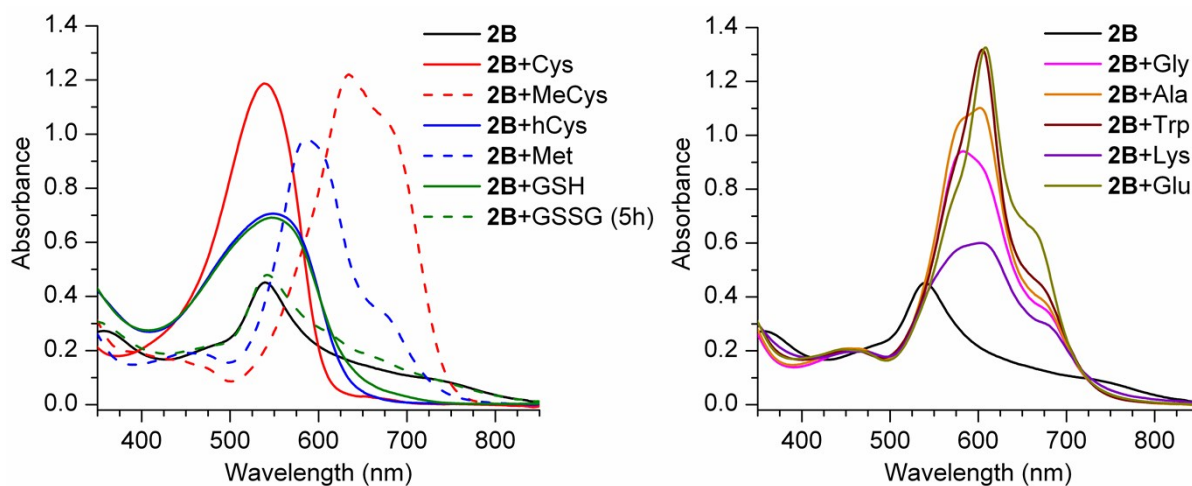 1.4
1.2
1.0
0.8
0.6
0.4
0.2
0.0
Absorbance
400 500 600 700 800
Wavelength (nm)
2B
2B+Cys
2B+MeCys
2B+hCys
2B+Met
2B+GSH
2B+GSSG (5h)
1.4
1.2
1.0
0.8
0.6
0.4
0.2
0.0
Absorbance
400 500 600 700 800
Wavelength (nm)
2B
2B+Gly
2B+Ala
2B+Trp
2B+Lys
2B+Glu